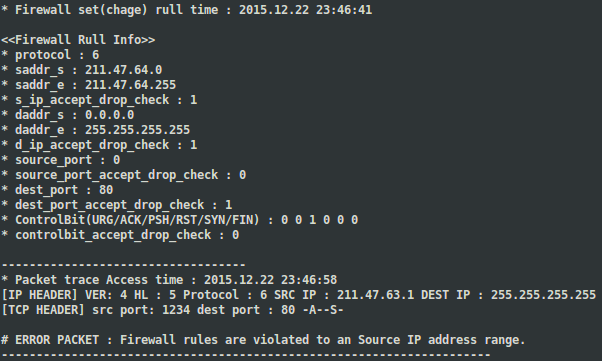 * Firewall set(chage) rull time : 2015.12.22 23:46:41
<<Firewall Rull Info>>
* protocol : 6
* saddr_s : 211.47.64.0
* saddr_e : 211.47.64.255
* s_ip_accept_drop_check : 1
* daddr_s : 0.0.0.0
* daddr_e : 255.255.255.255
* d_ip_accept_drop_check : 1
* source_port : 0
* source_port_accept_drop_check : 0
* dest_port : 80
* dest_port_accept_drop_check : 1
* ControlBit(URG/ACK/PSH/RST/SYN/FIN) : 0 0 1 0 0 0
* controlbit_accept_drop_check : 0
-----------------------------------
* Packet trace Access time : 2015.12.22 23:46:58
[IP HEADER] VER: 4 HL : 5 Protocol : 6 SRC IP : 211.47.63.1 DEST IP : 255.255.255.255
[TCP HEADER] src port: 1234 dest port : 80 -A--S-
# ERROR PACKET : Firewall rules are violated to an Source IP address range.
----------------------------------------------------------------------